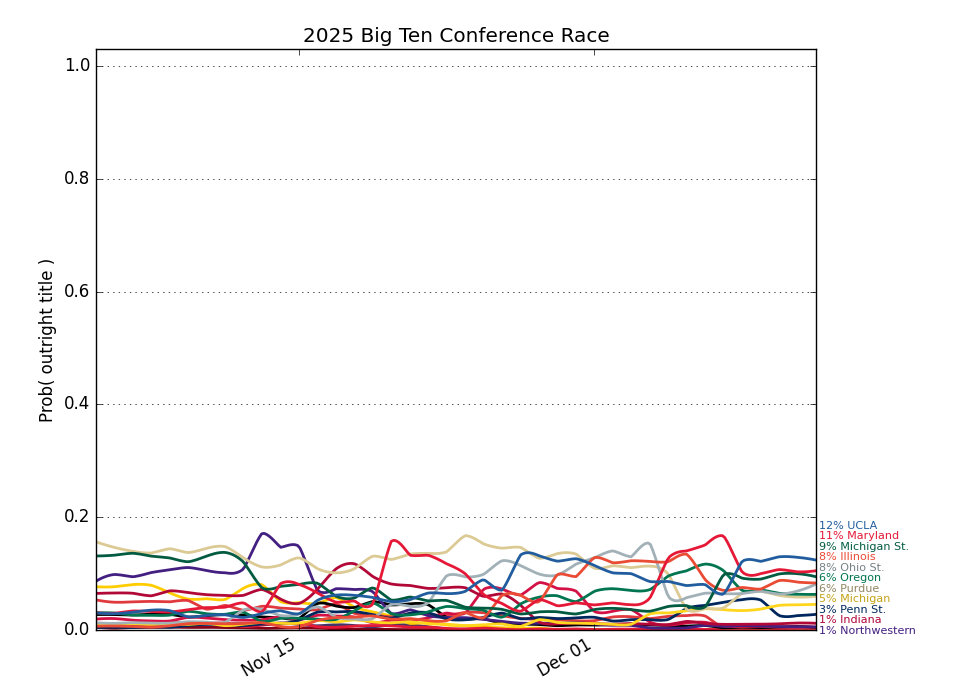 2025 Big Ten Conference Race
Prob( outright title )
1.0
0.8
0.6
0.4
0.2
0.0
Nov 15
Dec 01
12% UCLA
11% Maryland
9% Michigan St.
8% Illinois
8% Ohio St.
6% Oregon
6% Purdue
5% Michigan
3% Penn St.
1% Indiana
1% Northwestern